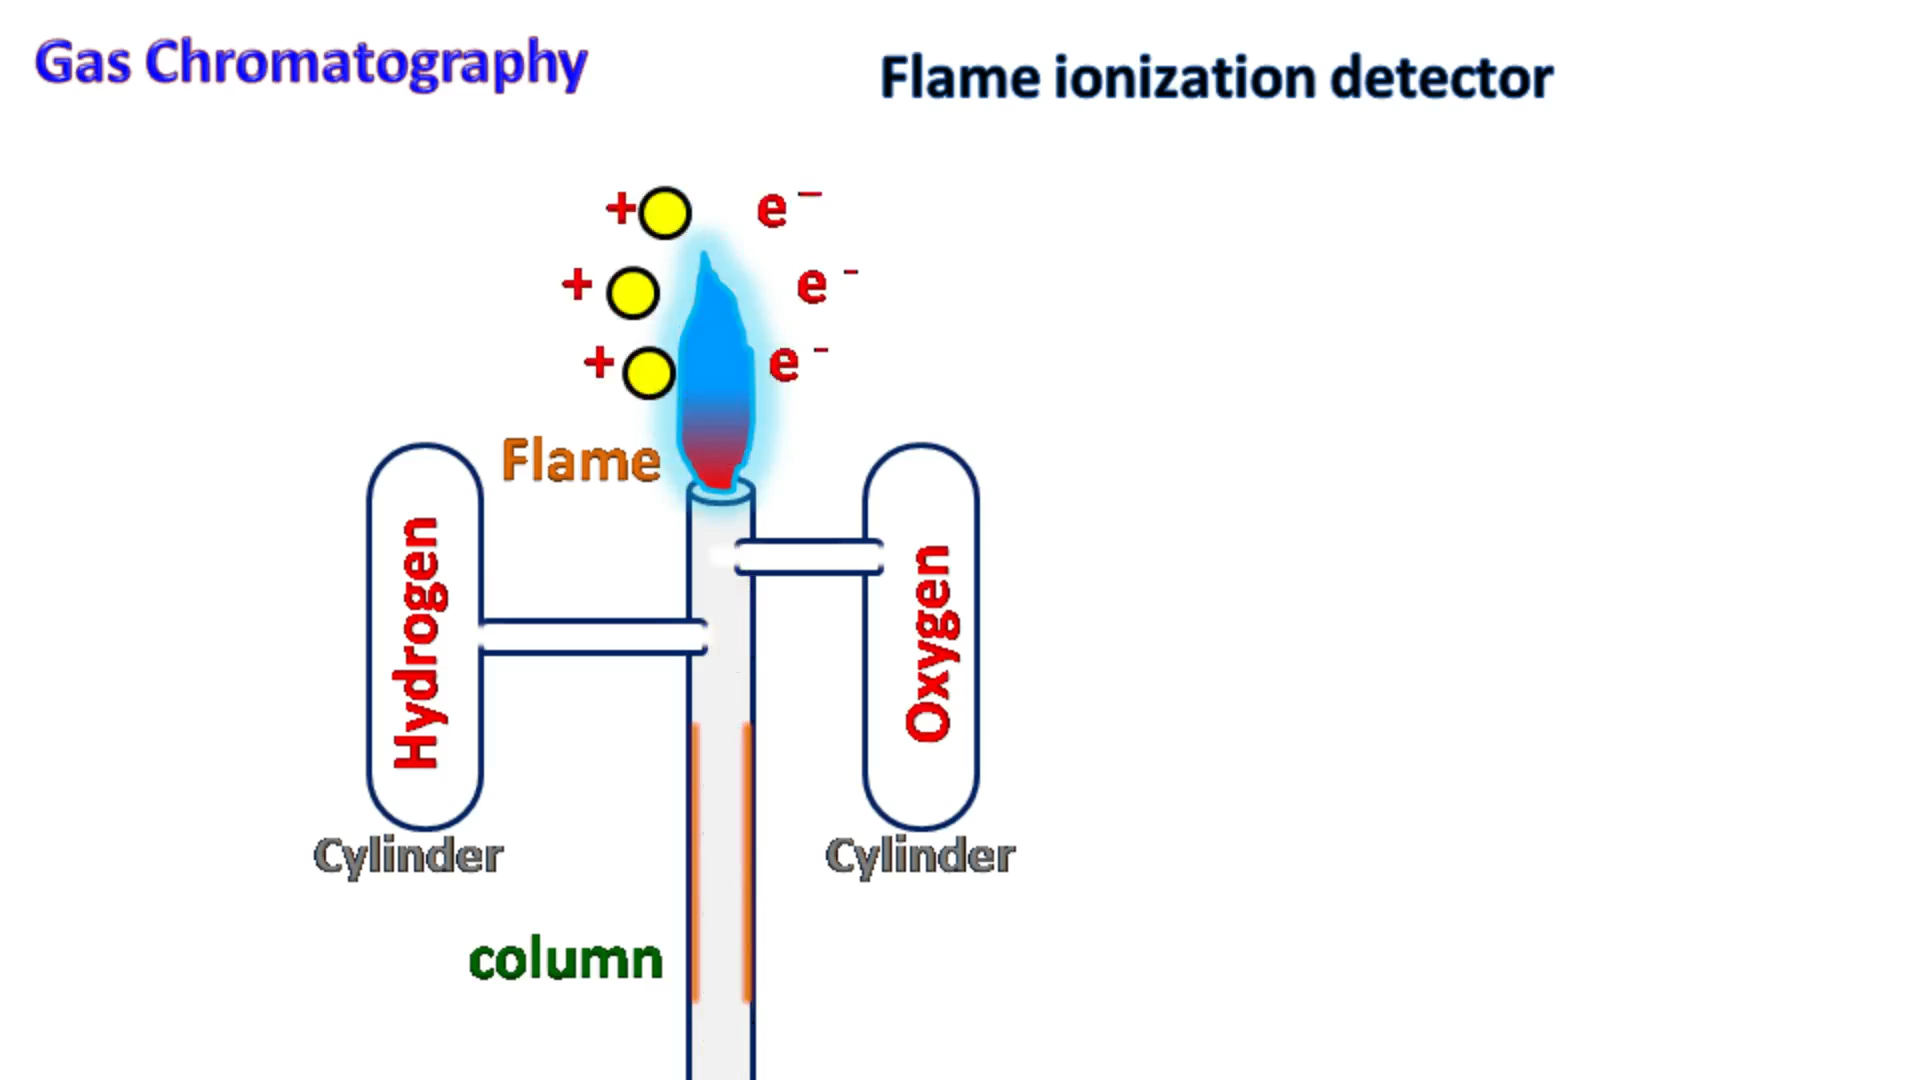 Gas Chromatography
Flame ionization detector
+ e –
+ e -
+ e -
Flame
Hydrogen
Oxygen
Cylinder
Cylinder
column